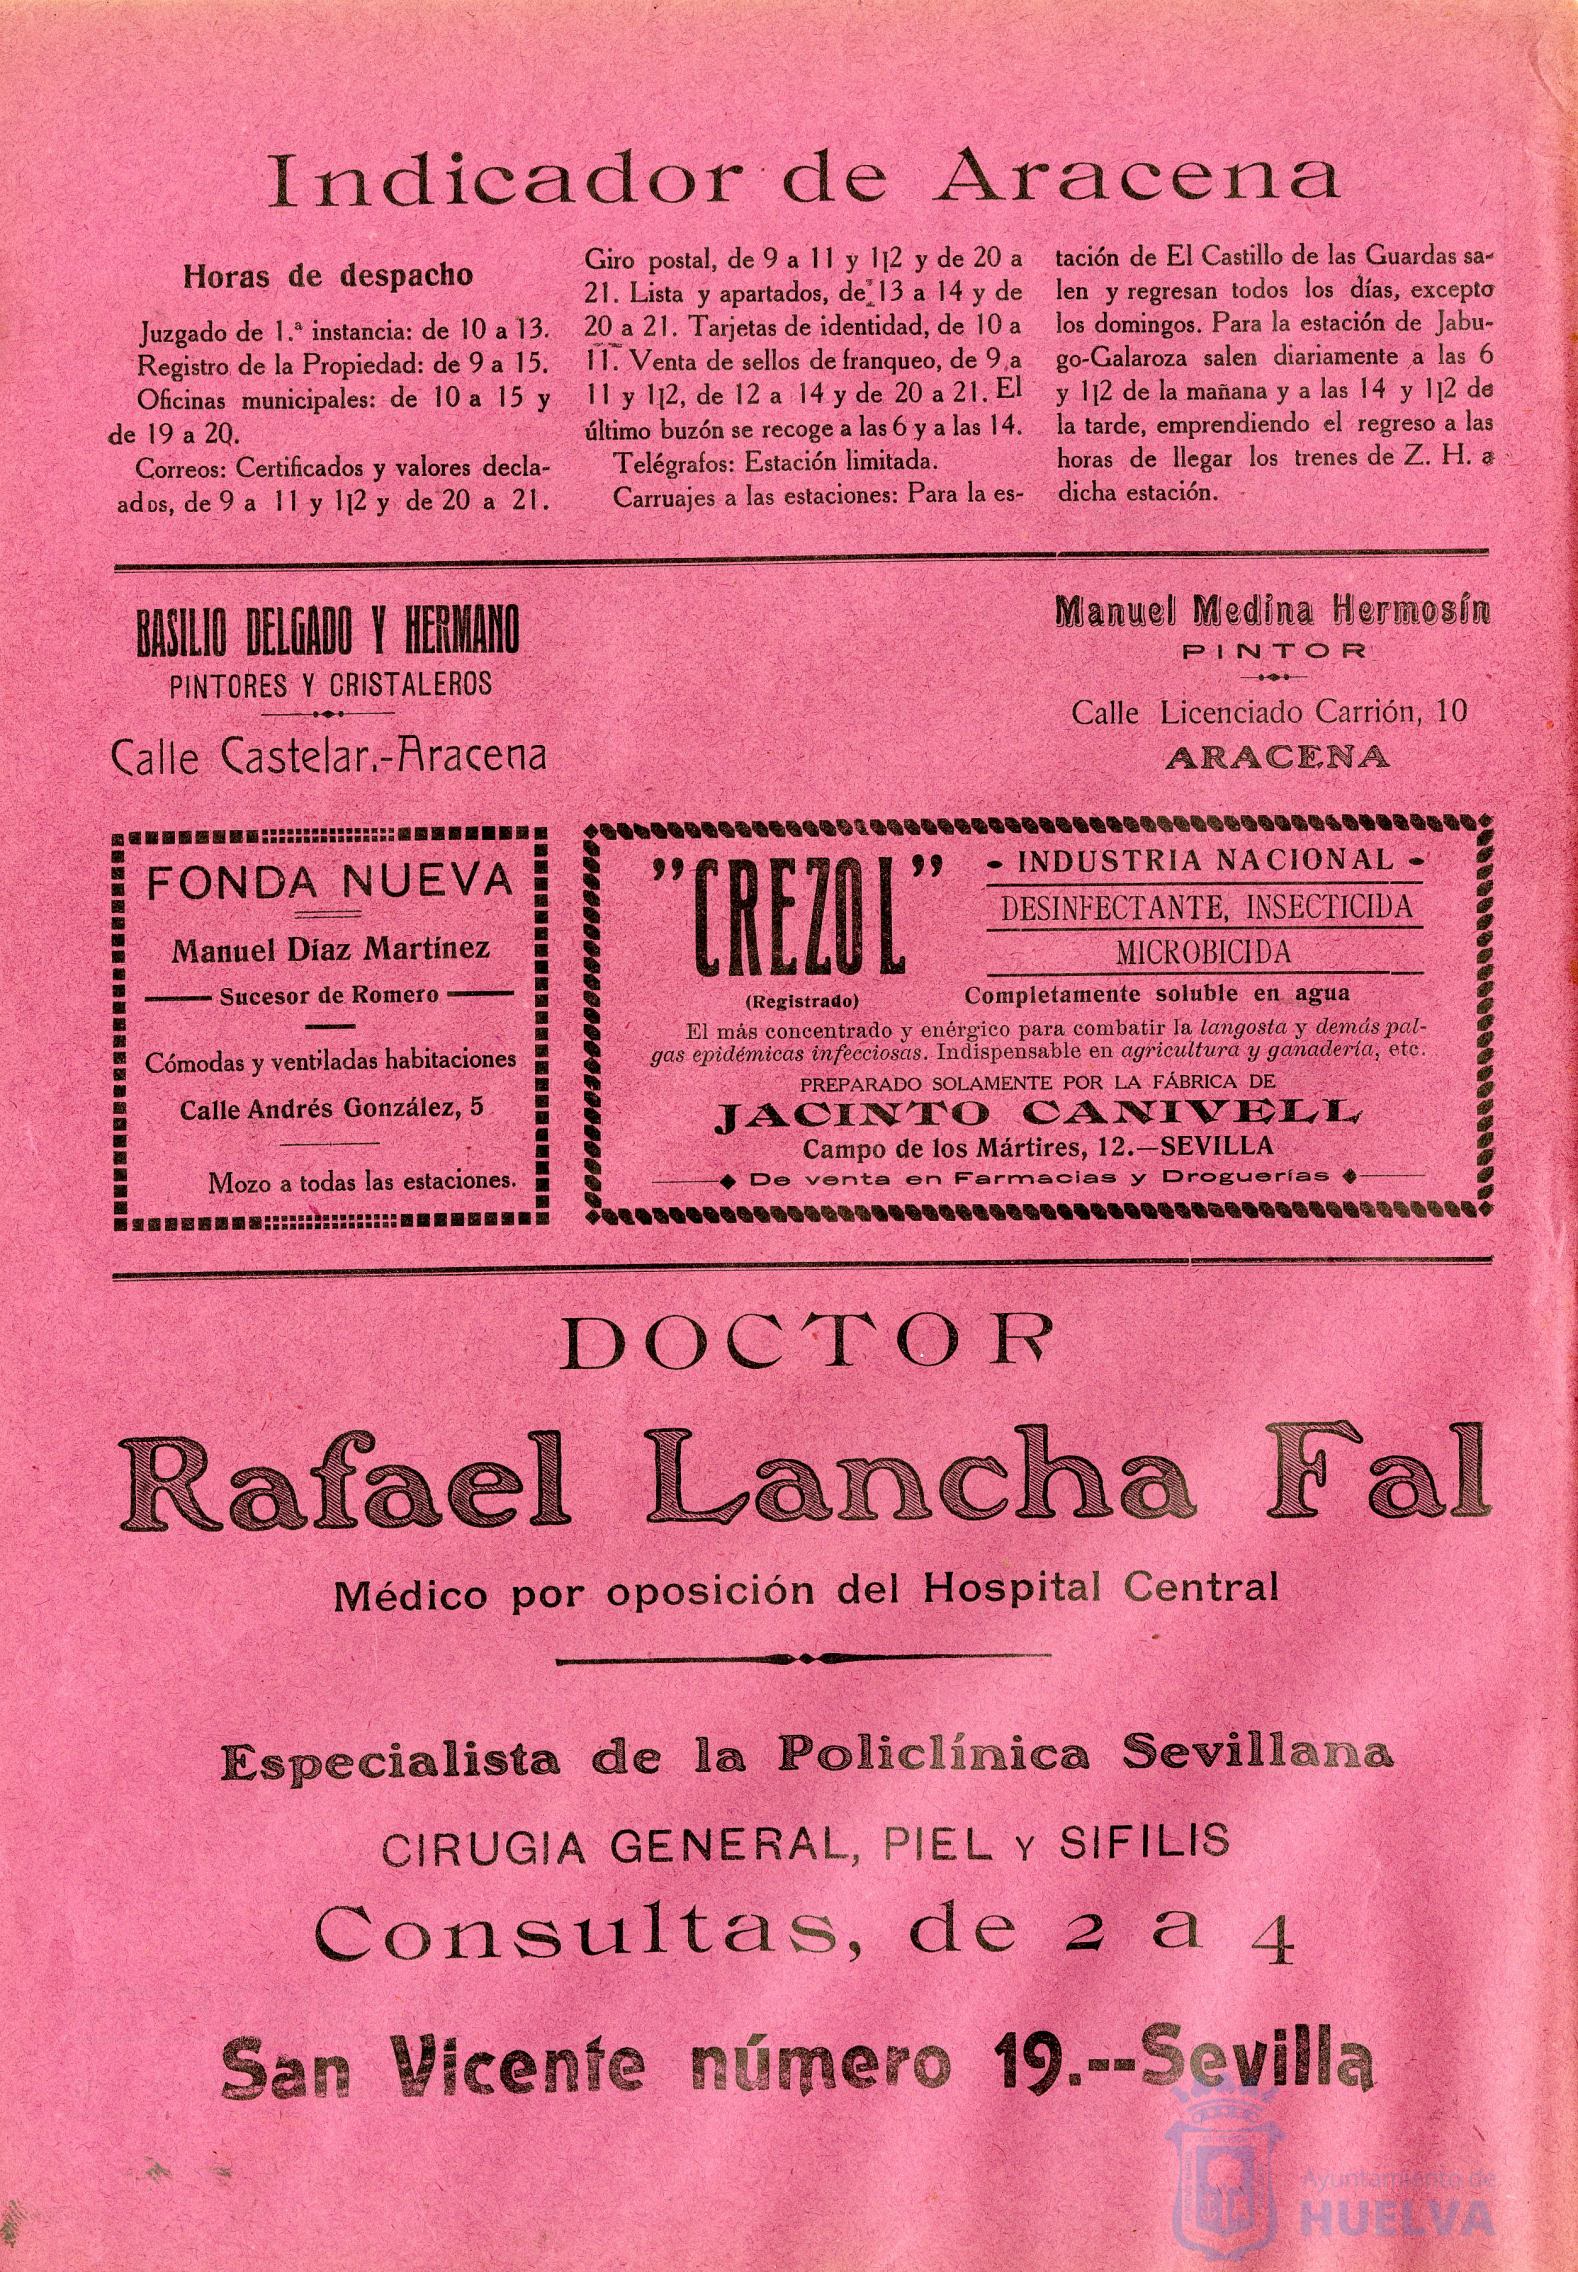 Indicador de Aracena
Horas de despacho
Juzgado de 1.ª instancia: de 10 a 13.
Registro de la Propiedad: de 9 a 15.
Oficinas municipales: de 10 a 15 y
de 19 a 20.
Correos: Certificados y valores decla-
ados, de 9 a 11 y 1|2 y de 20 a 21.
Giro postal, de 9 a 11 y 1|2 y de 20 a
21. Lista y apartados, de 13 a 14 y de
20 a 21. Tarjetas de identidad, de 10 a
11. Venta de sellos de franqueo, de 9 a
11 y 1|2, de 12 a 14 y de 20 a 21. El
último buzón se recoge a las 6 y a las 14.
Telégrafos: Estación limitada.
Carruajes a las estaciones: Para la es-
tación de El Castillo de las Guardas sa-
len y regresan todos los días, excepto
los domingos. Para la estación de Jabu-
go-Galaroza salen diariamente a las 6
y 1|2 de la mañana y a las 14 y 1|2 de
la tarde, emprendiendo el regreso a las
horas de llegar los trenes de Z. H. a
dicha estación.
BASILIO DELGADO Y HERMANO
PINTORES Y CRISTALEROS
Calle Castelar.-Aracena
Manuel Medina Hermosín
PINTOR
Calle Licenciado Carrión, 10
ARACENA
FONDA NUEVA
Manuel Díaz Martínez
Sucesor de Romero
Cómodas y ventiladas habitaciones
Calle Andrés González, 5
Mozo a todas las estaciones.
"CREZOL"
(Registrado)
- INDUSTRIA NACIONAL -
DESINFECTANTE, INSECTICIDA
MICROBICIDA
Completamente soluble en agua
El más concentrado y enérgico para combatir la langosta y demás pal-
gas epidémicas infecciosas. Indispensable en agricultura y ganadería, etc.
PREPARADO SOLAMENTE POR LA FÁBRICA DE
JACINTO CANIVELL
Campo de los Mártires, 12.—SEVILLA
De venta en Farmacias y Droguerías
DOCTOR
Rafael Lancha Fal
Médico por oposición del Hospital Central
Especialista de la Policlínica Sevillana
CIRUGIA GENERAL, PIEL Y SIFILIS
Consultas, de 2 a 4
San Vicente número 19.--Sevilla
Ayuntamiento de
HUELVA